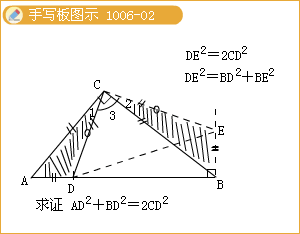 手写板图示 1006-02
DE²=2CD²
DE²=BD²+BE²
C
1
2
3
E
A
D
B
求证 AD²+BD²=2CD²